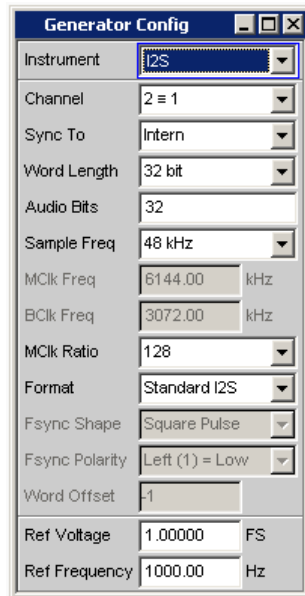 Generator Config
Instrument I2S
Channel 2 ≡ 1
Sync To Intern
Word Length 32 bit
Audio Bits 32
Sample Freq 48 kHz
MClk Freq 6144.00 kHz
BClk Freq 3072.00 kHz
MClk Ratio 128
Format Standard I2S
Fsync Shape Square Pulse
Fsync Polarity Left (1) = Low
Word Offset -1
Ref Voltage 1.00000 FS
Ref Frequency 1000.00 Hz